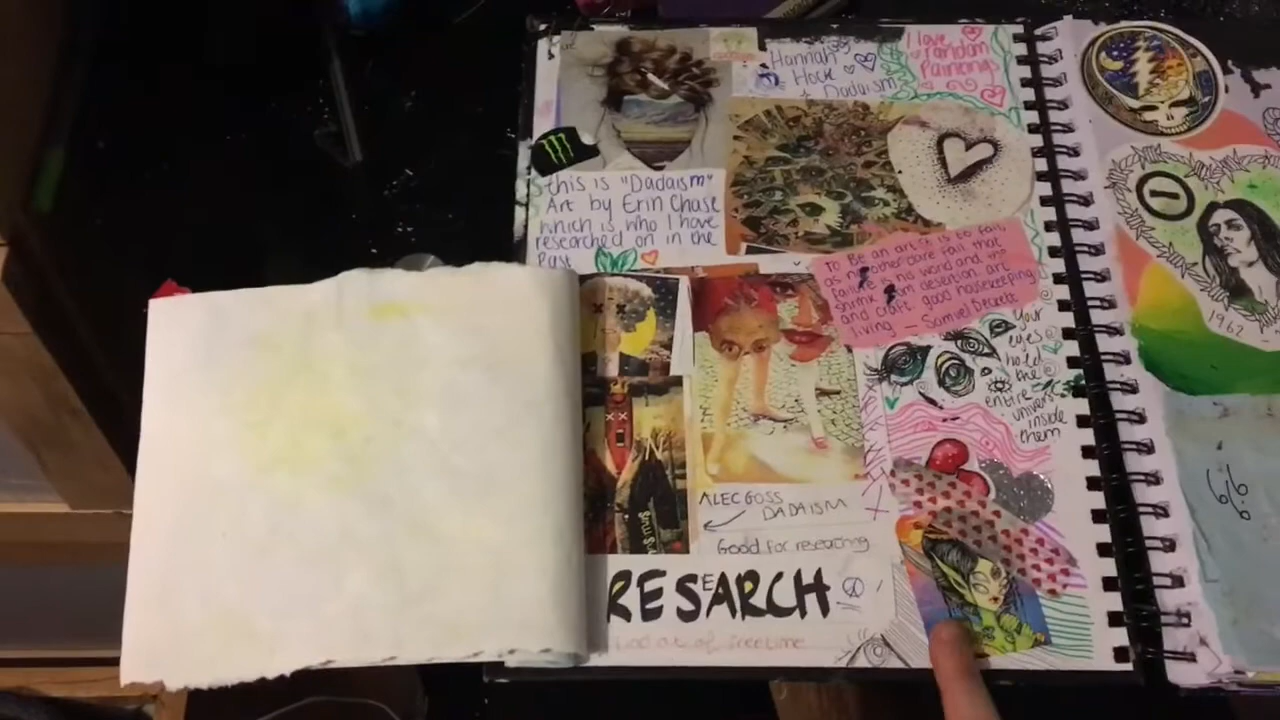 Hannah
Hock
+ Dadaism
I love
random
Paintings
this is "Dadaism"
Art by Erin Chase
which is who I have
researched on in the
Past
To Be an artist is to fail,
as no other dare fail that
failure is his world and the
shrink from desertion art
and craft good housekeeping
living – Samuel Beckett
Your
eyes
hold
the
entire
universe
inside
them
ALEC GOSS
DADAISM
Good for researching
RESEARCH
freetime
1962